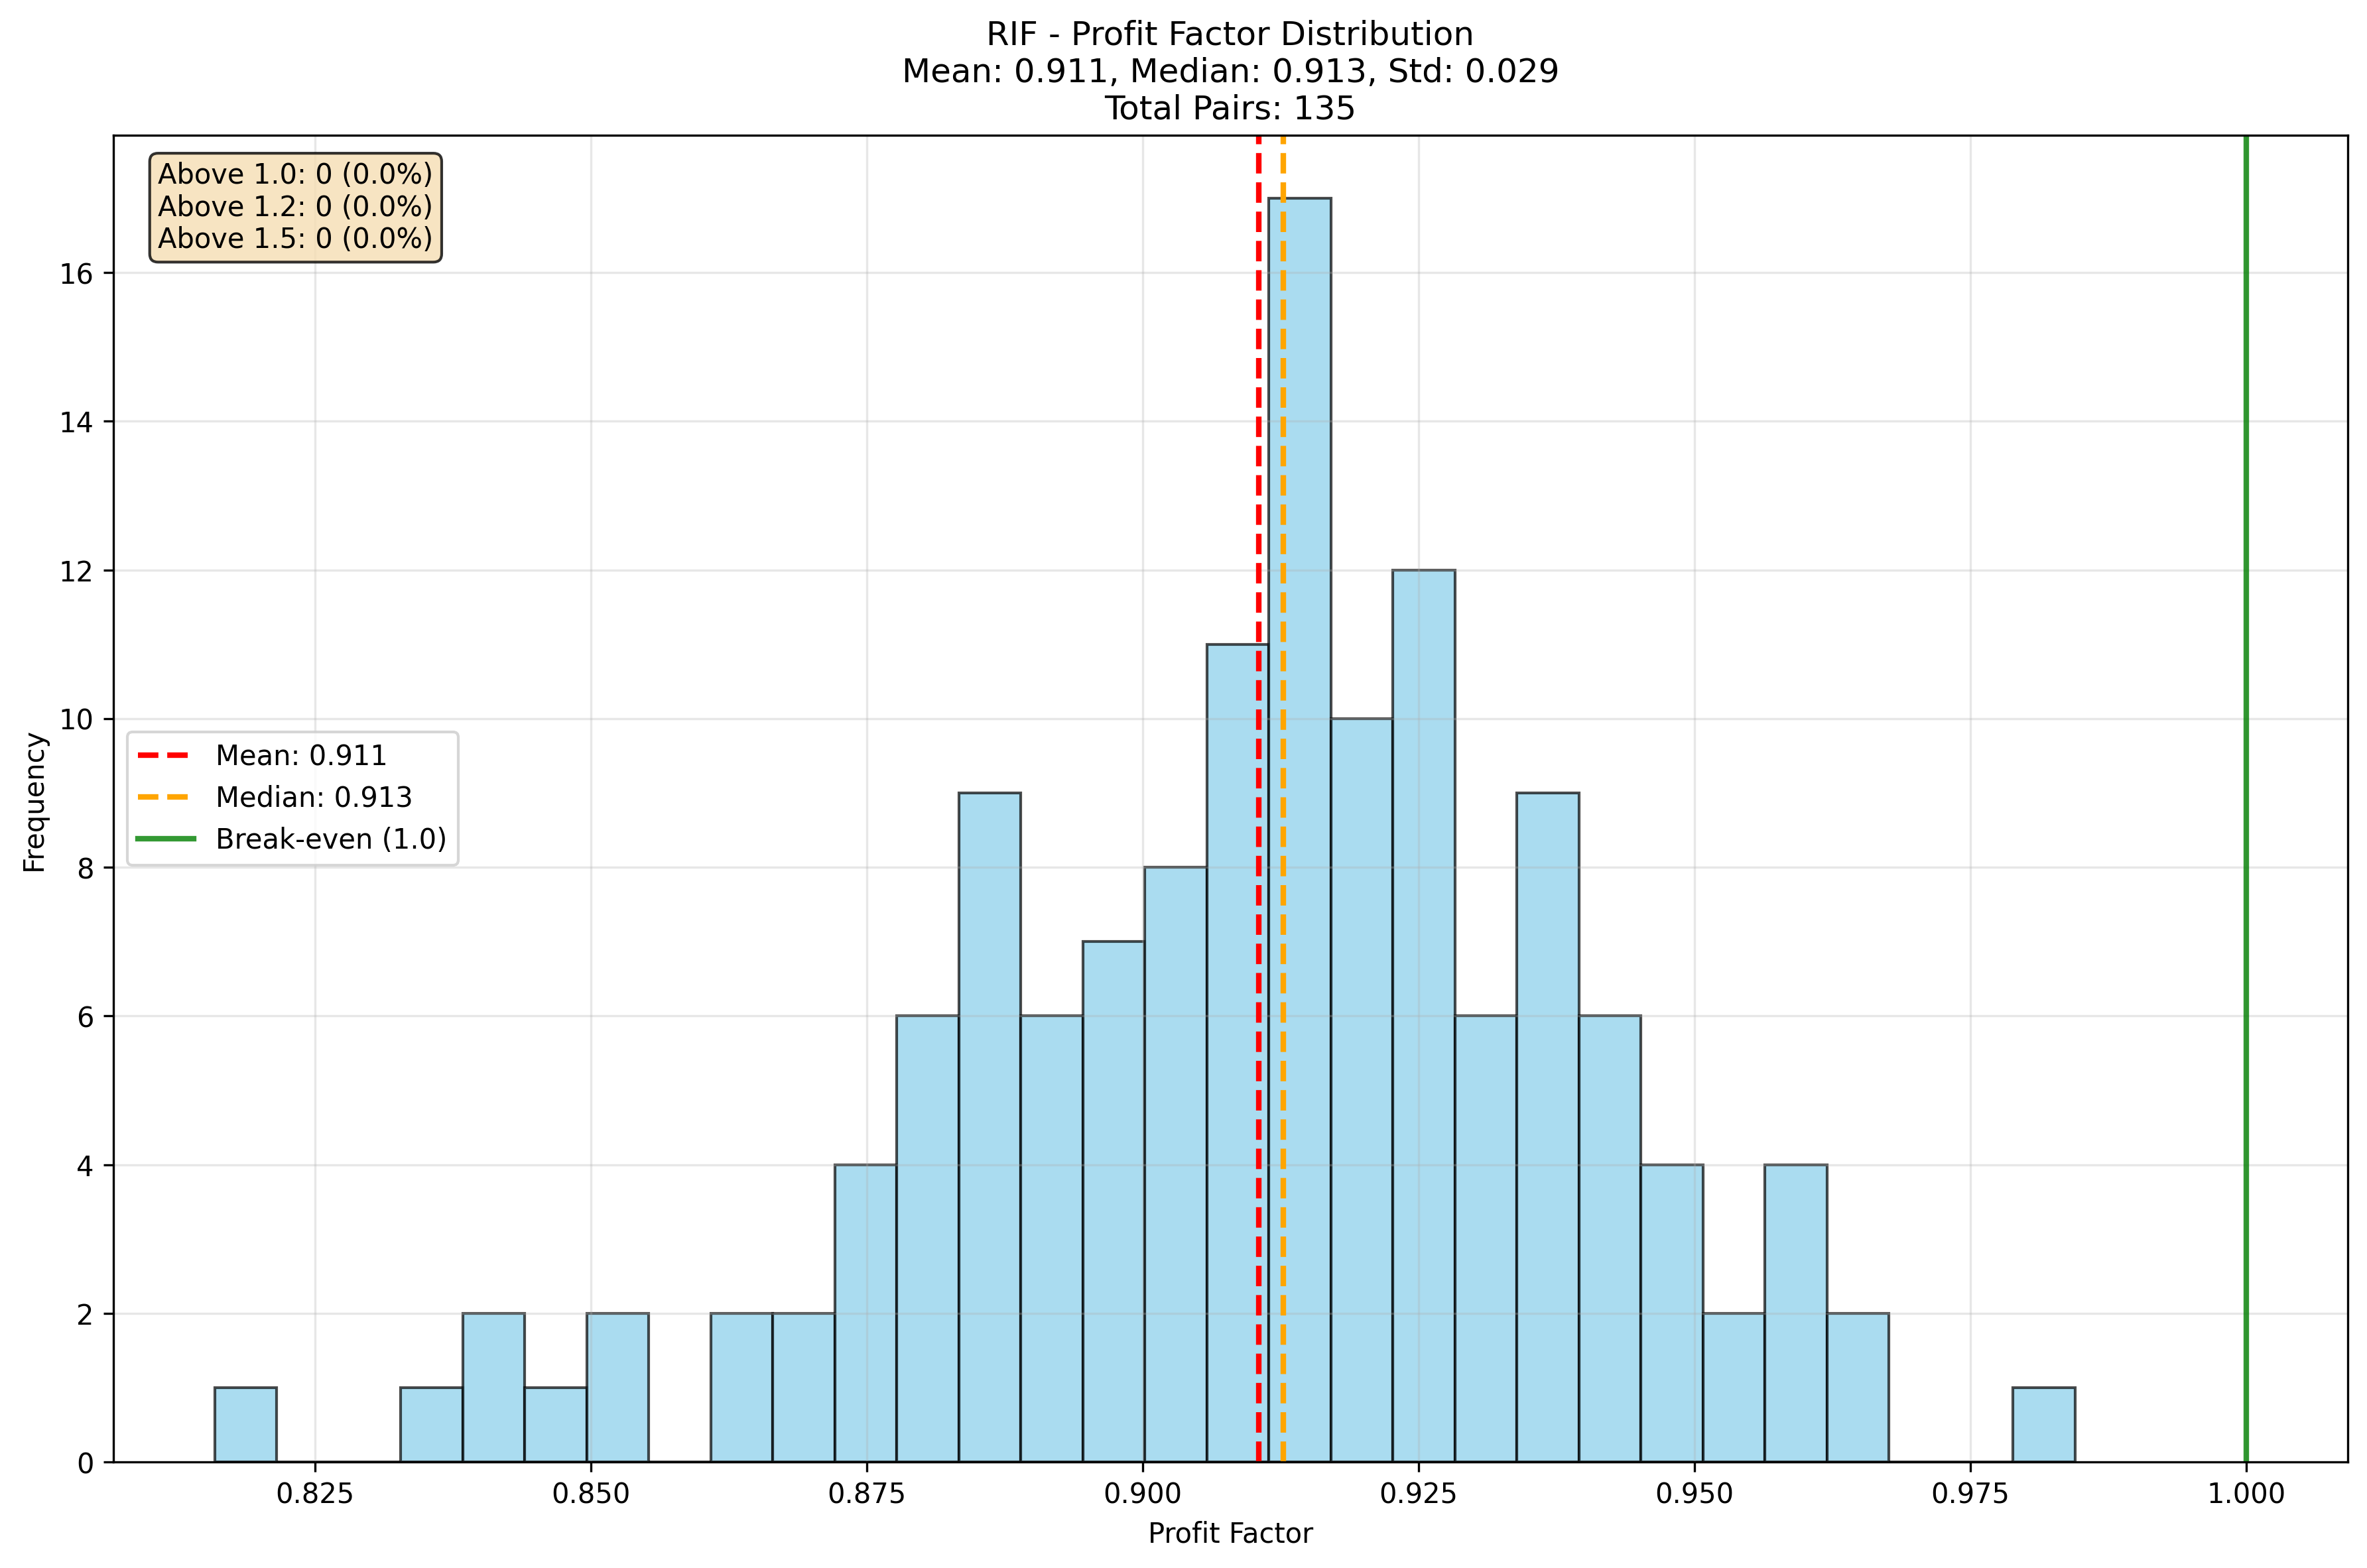 RIF - Profit Factor Distribution
Mean: 0.911, Median: 0.913, Std: 0.029
Total Pairs: 135
Above 1.0: 0 (0.0%)
Above 1.2: 0 (0.0%)
Above 1.5: 0 (0.0%)
16
14
12
10
8
6
4
2
0
Frequency
Mean: 0.911
Median: 0.913
Break-even (1.0)
0.825 0.850 0.875 0.900 0.925 0.950 0.975 1.000
Profit Factor